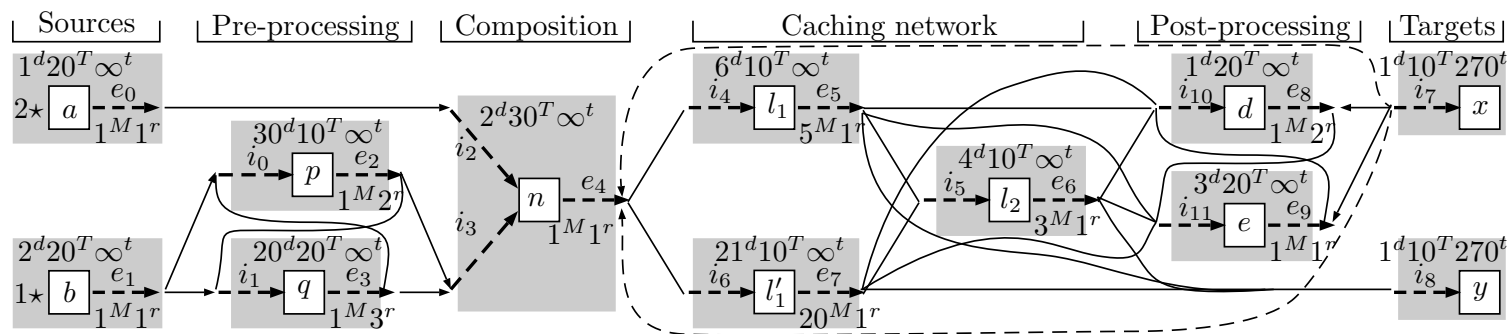 Sources Pre-processing Composition Caching network Post-processing Targets
1^d20^T∞^t
2⋆ a e_0
1^M1^r
30^d10^T∞^t
i_0 p e_2
1^M2^r
2^d20^T∞^t
1⋆ b e_1
1^M1^r
20^d20^T∞^t
i_1 q e_3
1^M3^r
2^d30^T∞^t
i_2
i_3
n e_4
1^M1^r
6^d10^T∞^t
i_4 l_1 e_5
5^M1^r
4^d10^T∞^t
i_5 l_2 e_6
3^M1^r
21^d10^T∞^t
i_6 l'_1 e_7
20^M1^r
1^d20^T∞^t
i_10 d e_8
1^M2^r
3^d20^T∞^t
i_11 e e_9
1^M1^r
1^d10^T270^t
i_7 x
1^d10^T270^t
i_8 y